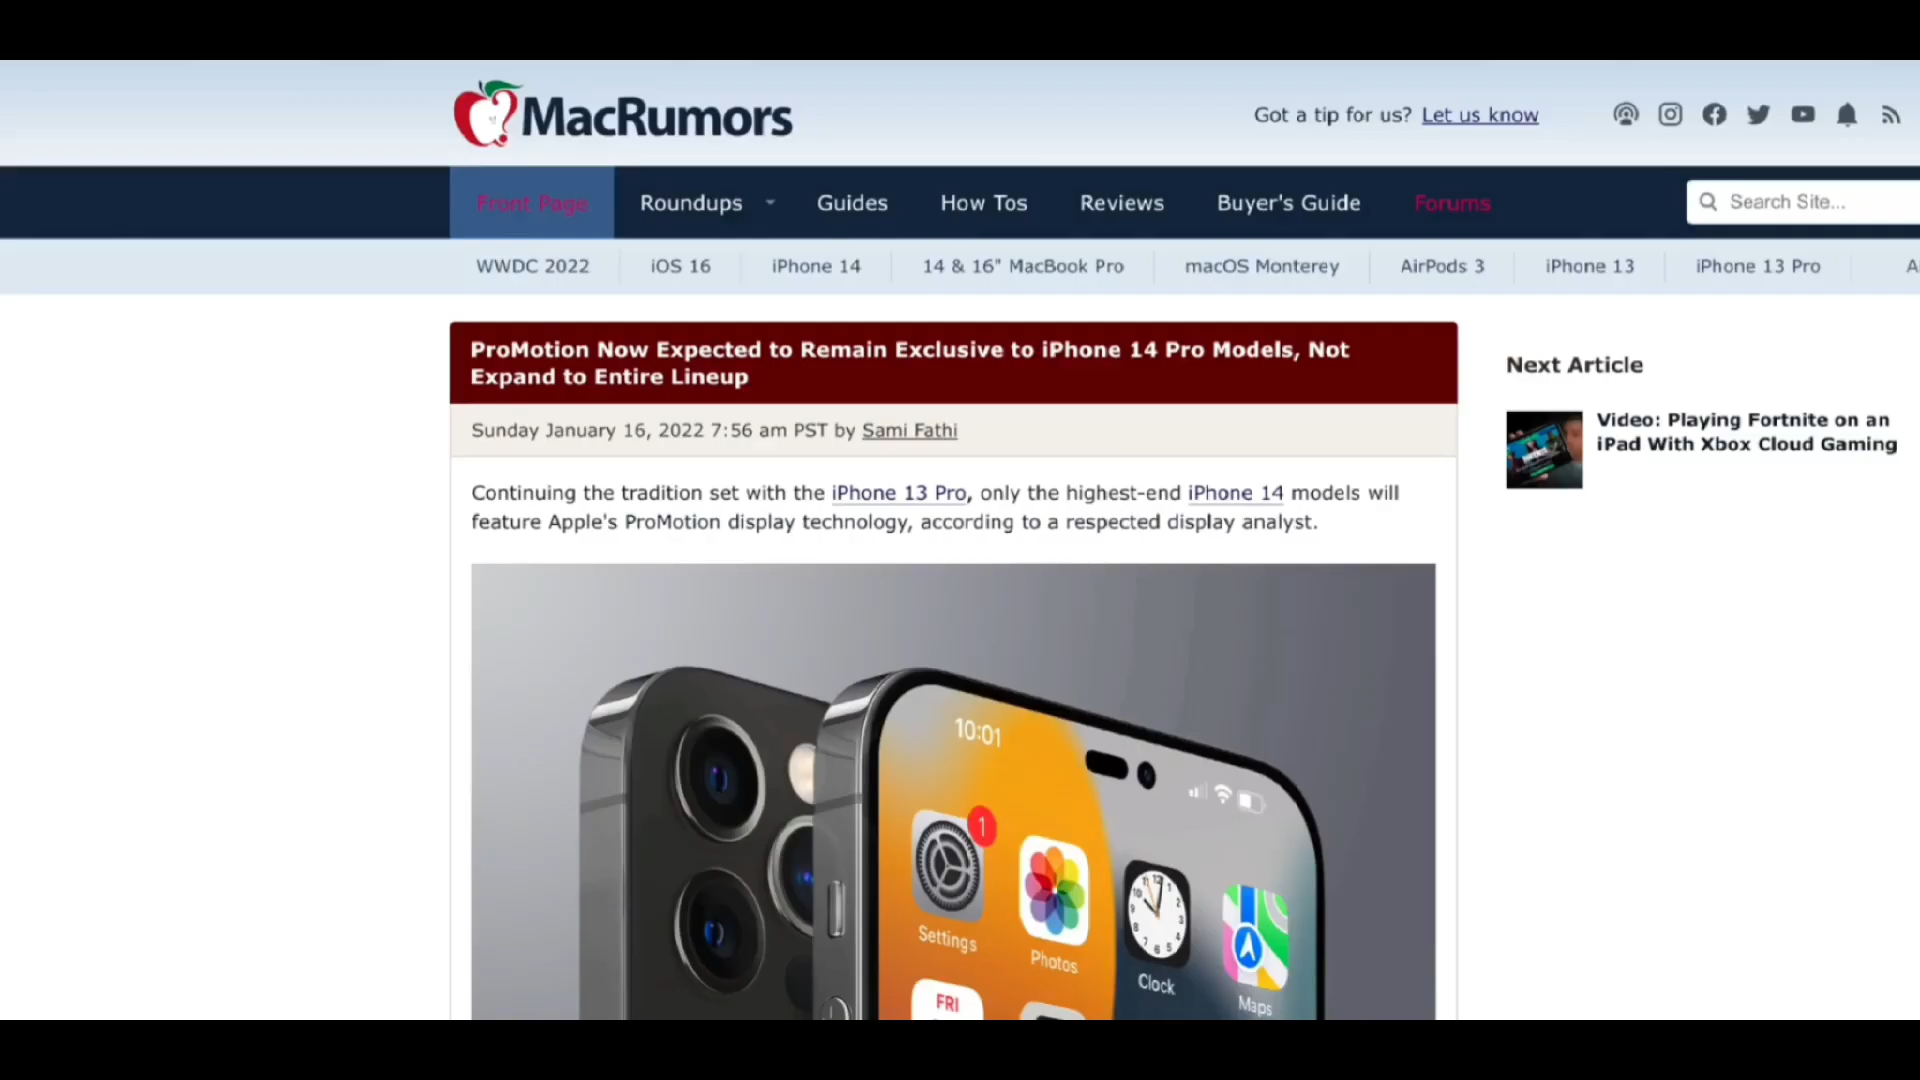 MacRumors
Got a tip for us? Let us know
Front Page Roundups Guides How Tos Reviews Buyer's Guide Forums
Search Site...
WWDC 2022 iOS 16 iPhone 14 14 & 16" MacBook Pro macOS Monterey AirPods 3 iPhone 13 iPhone 13 Pro
ProMotion Now Expected to Remain Exclusive to iPhone 14 Pro Models, Not
Expand to Entire Lineup
Sunday January 16, 2022 7:56 am PST by Sami Fathi
Continuing the tradition set with the iPhone 13 Pro, only the highest-end iPhone 14 models will
feature Apple's ProMotion display technology, according to a respected display analyst.
Next Article
Video: Playing Fortnite on an
iPad With Xbox Cloud Gaming
10:01
1
Settings
Photos
Clock
Maps
FRI